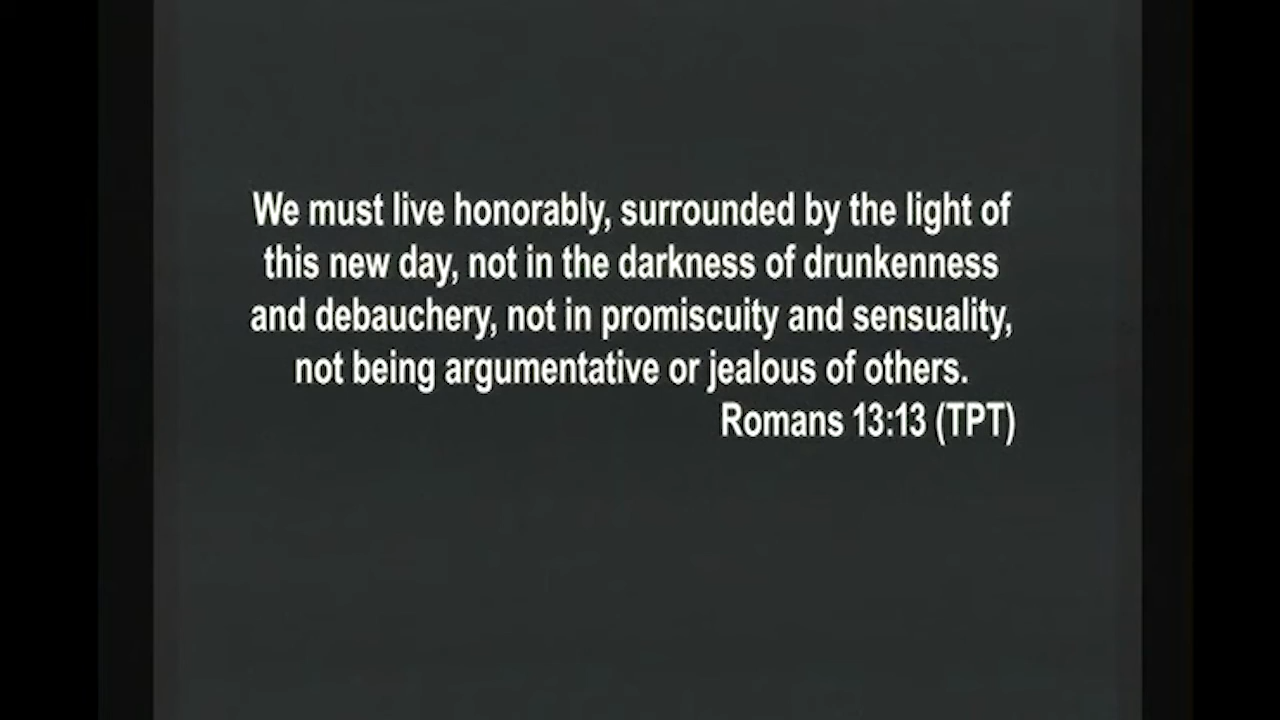 We must live honorably, surrounded by the light of
this new day, not in the darkness of drunkenness
and debauchery, not in promiscuity and sensuality,
not being argumentative or jealous of others.
Romans 13:13 (TPT)